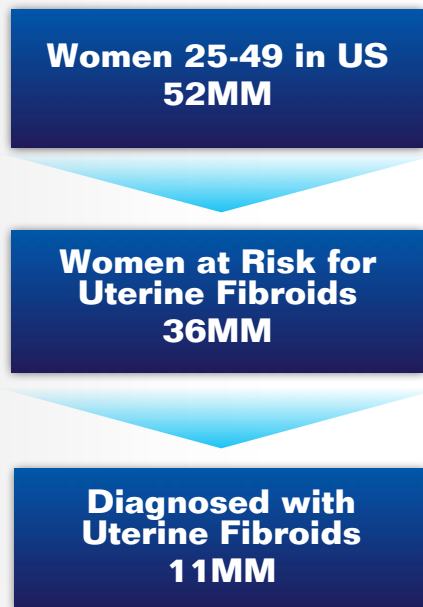 Women 25-49 in US
52MM
Women at Risk for
Uterine Fibroids
36MM
Diagnosed with
Uterine Fibroids
11MM